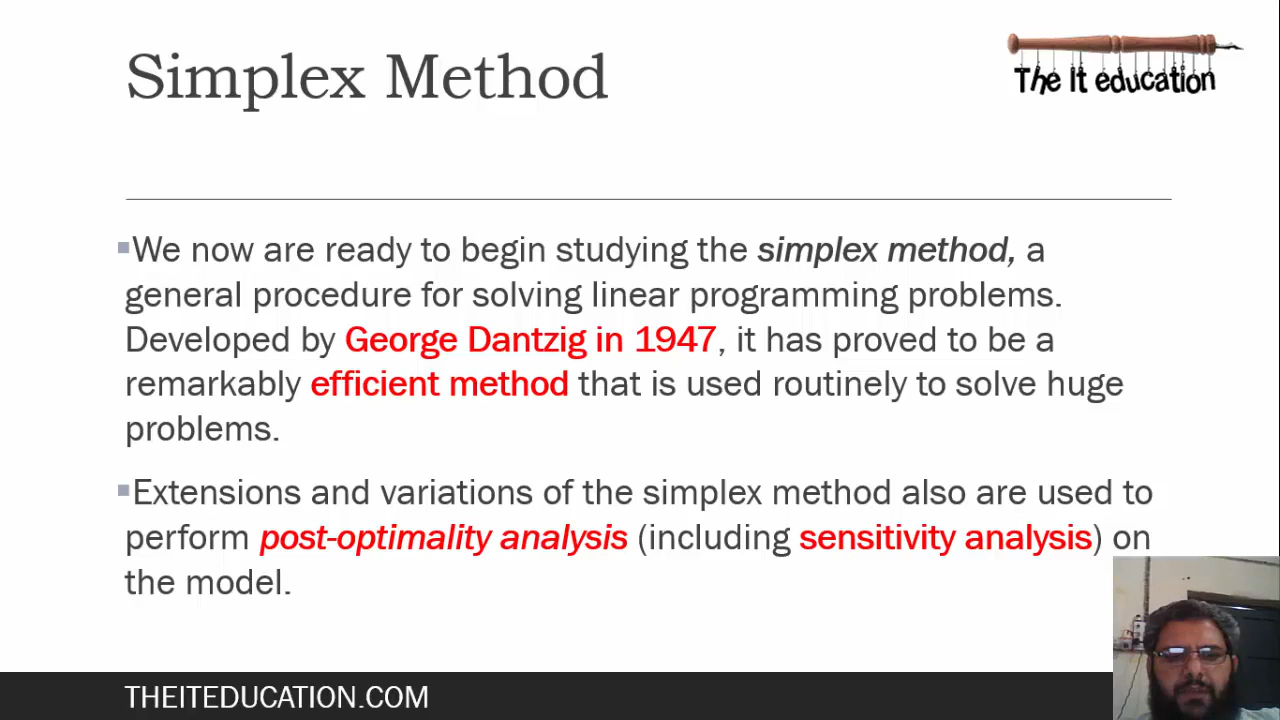 Simplex Method
The It education
▪We now are ready to begin studying the simplex method, a
general procedure for solving linear programming problems.
Developed by George Dantzig in 1947, it has proved to be a
remarkably efficient method that is used routinely to solve huge
problems.
▪Extensions and variations of the simplex method also are used to
perform post-optimality analysis (including sensitivity analysis) on
the model.
THEITEDUCATION.COM